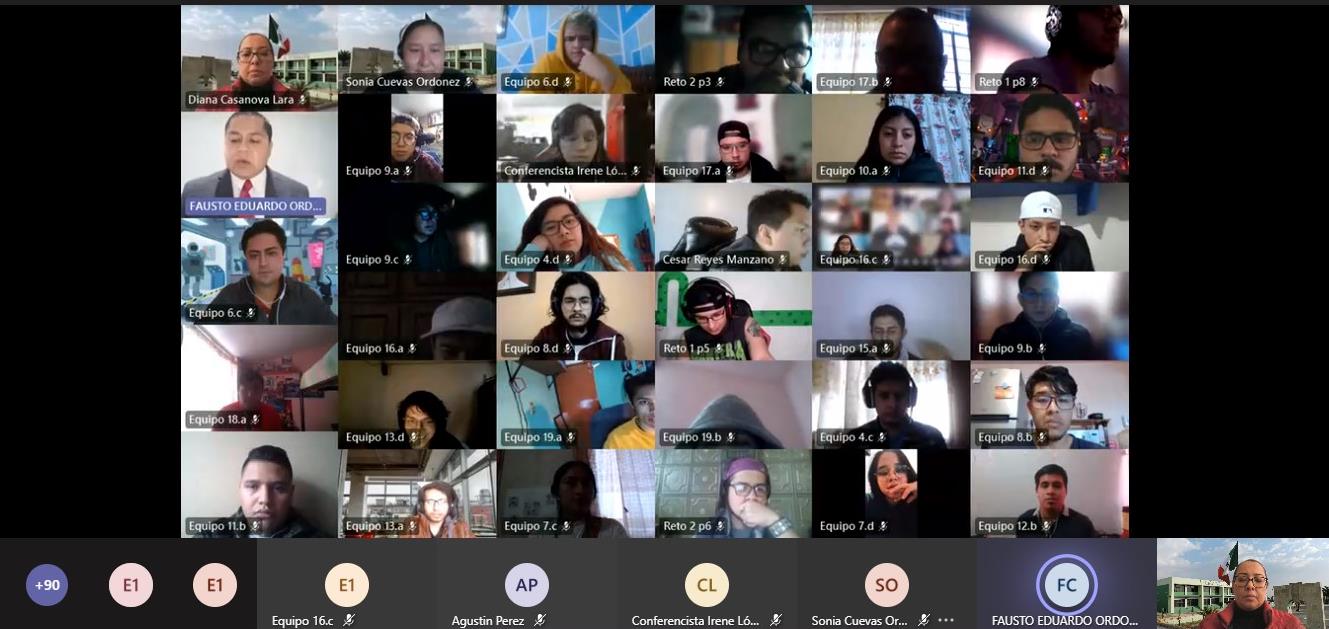 Diana Casanova Lara
Sonia Cuevas Ordonez
Equipo 6.d
Reto 2 p3
Equipo 17.b
Reto 1 p8
FAUSTO EDUARDO ORD...
Equipo 9.a
Conferencista Irene Ló...
Equipo 17.a
Equipo 10.a
Equipo 11.d
Equipo 6.c
Equipo 9.c
Equipo 4.d
Cesar Reyes Manzano
Equipo 16.c
Equipo 16.d
Equipo 16.a
Equipo 8.d
Reto 1 p5
Equipo 15.a
Equipo 9.b
Equipo 18.a
Equipo 13.d
Equipo 19.a
Equipo 19.b
Equipo 4.c
Equipo 8.b
Equipo 11.b
Equipo 13.a
Equipo 7.c
Reto 2 p6
Equipo 7.d
Equipo 12.b
+90
E1
E1
E1
Equipo 16.c
AP
Agustin Perez
CL
Conferencista Irene Ló...
SO
Sonia Cuevas Or...
FC
FAUSTO EDUARDO ORDO...